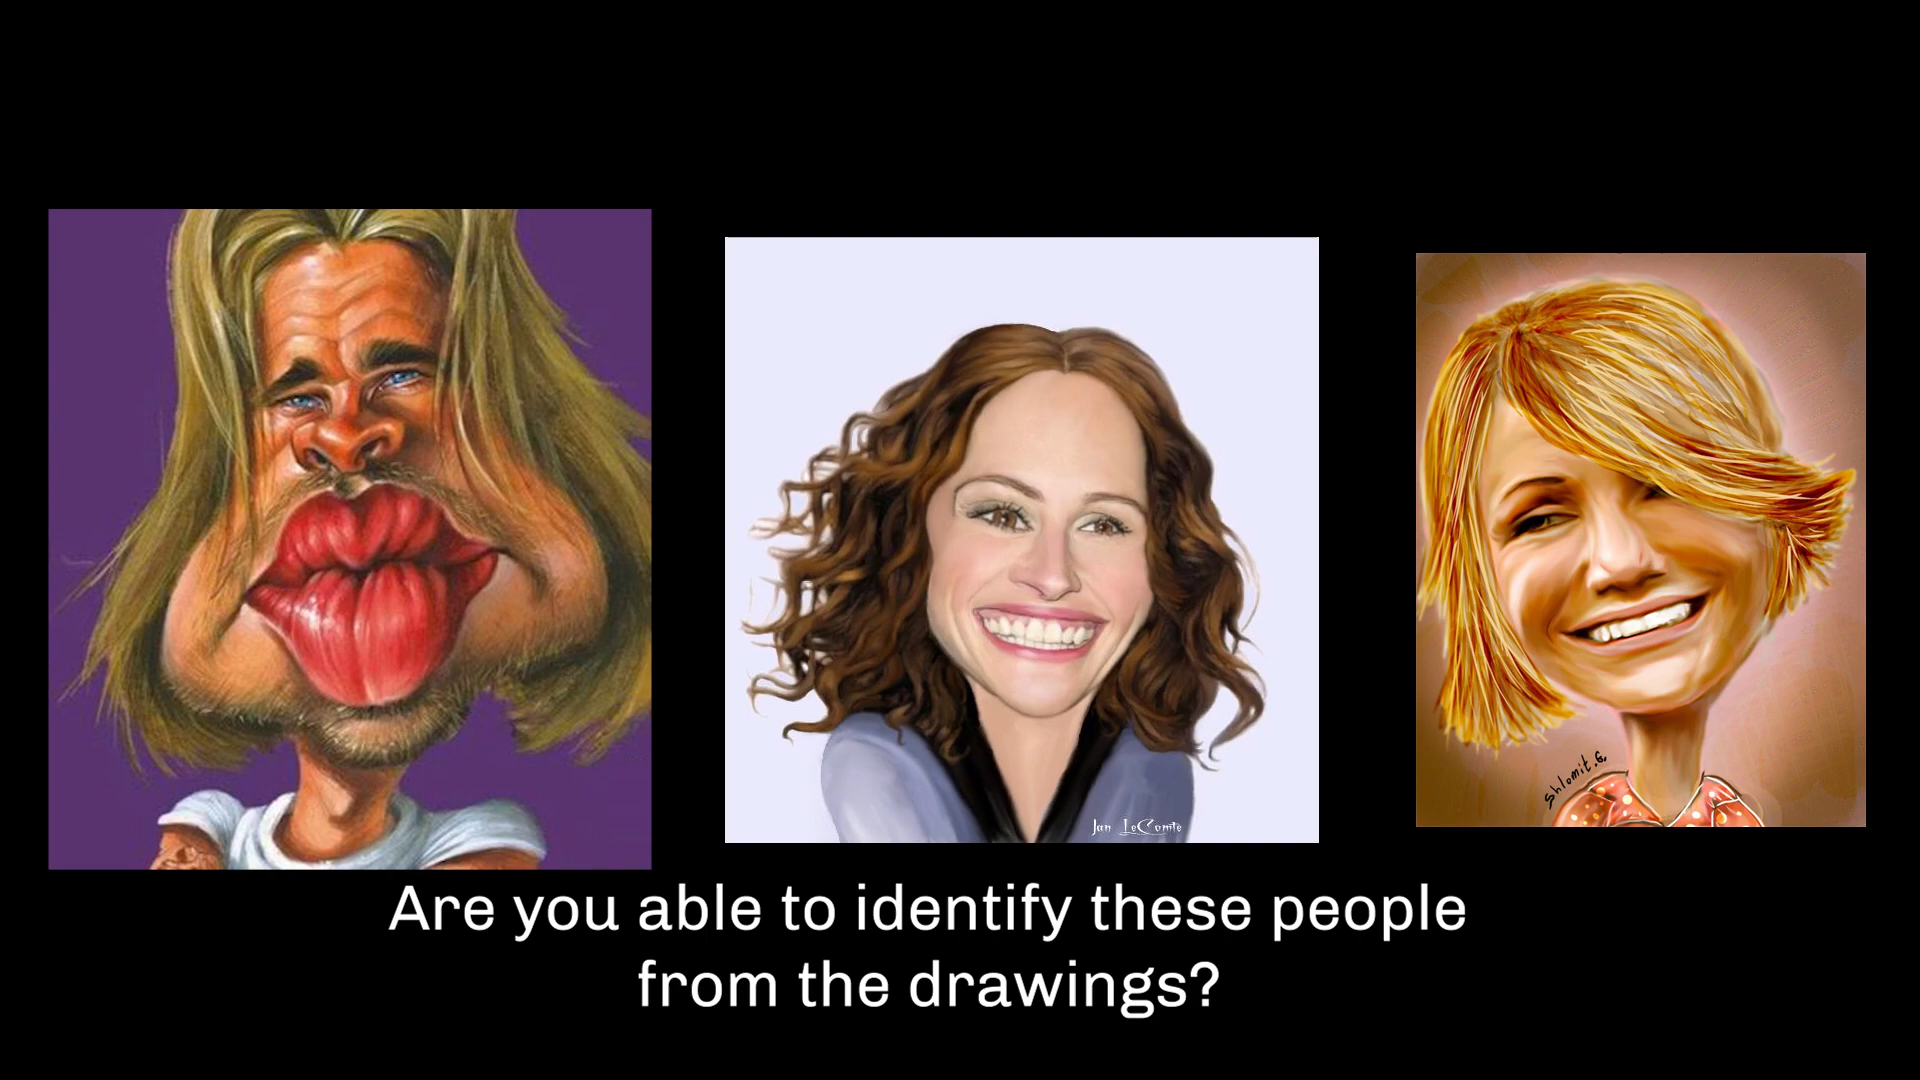 Jan LeComte
Shlomit.G.
Are you able to identify these people
from the drawings?